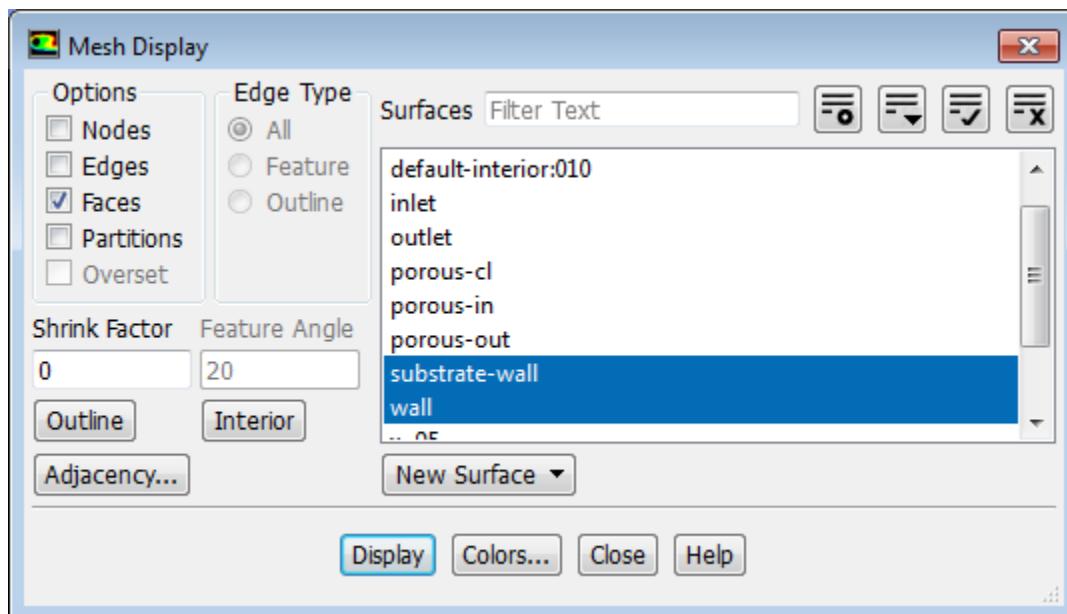 Mesh Display
Options
Nodes
Edges
Faces
Partitions
Overset
Edge Type
All
Feature
Outline
Shrink Factor
Feature Angle
0
20
Outline
Interior
Adjacency...
Surfaces
Filter Text
default-interior:010
inlet
outlet
porous-cl
porous-in
porous-out
substrate-wall
wall
New Surface
Display
Colors...
Close
Help